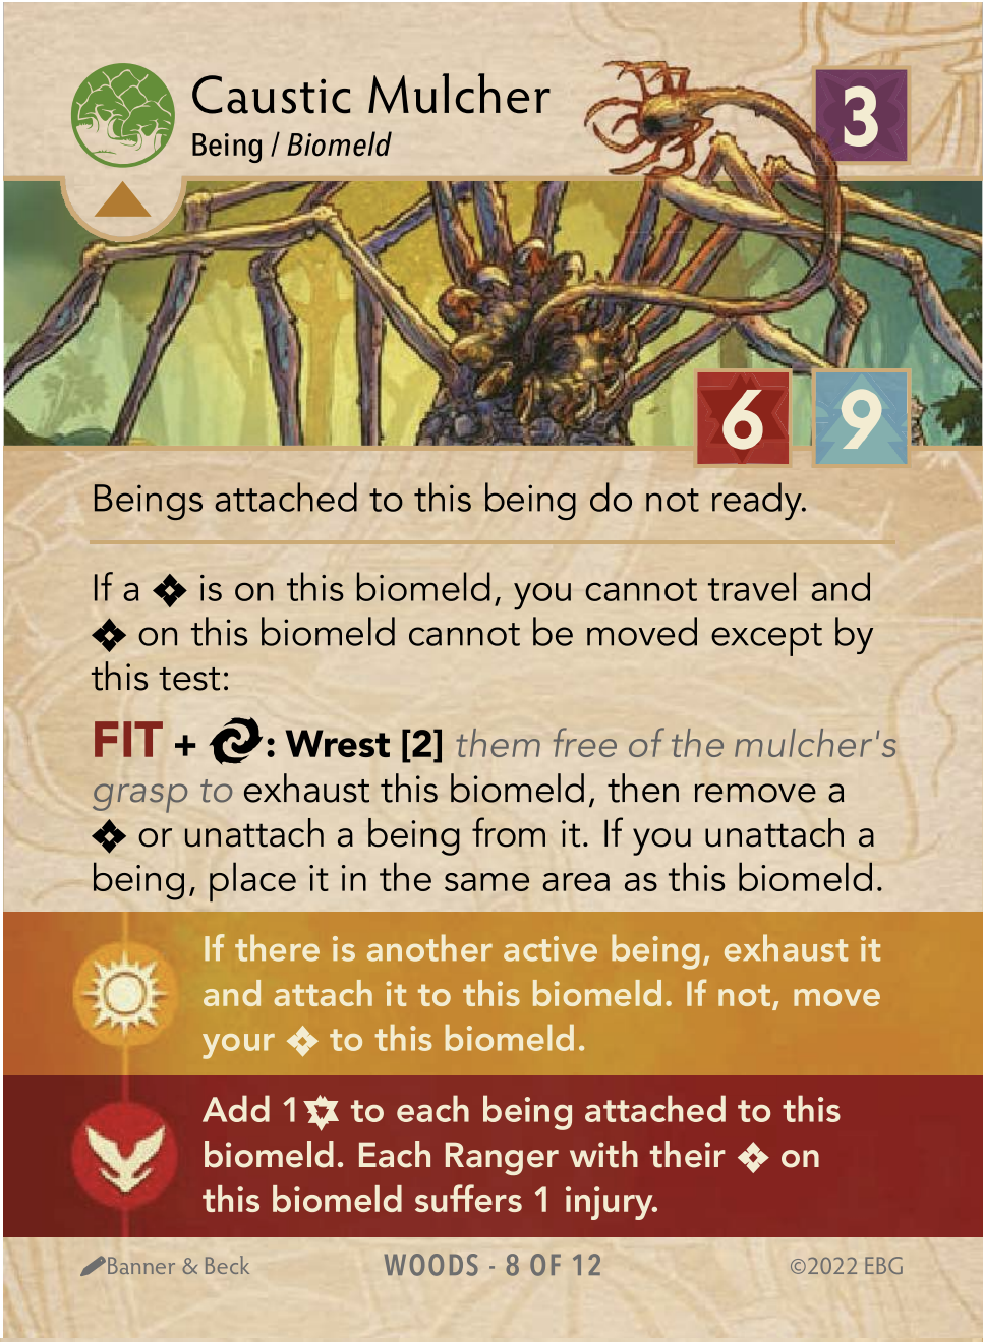 Caustic Mulcher
3
Being / Biomeld
6 9
Beings attached to this being do not ready.
If a is on this biomeld, you cannot travel and
on this biomeld cannot be moved except by
this test:
FIT + : Wrest [2] them free of the mulcher's
grasp to exhaust this biomeld, then remove a
or unattach a being from it. If you unattach a
being, place it in the same area as this biomeld.
If there is another active being, exhaust it
and attach it to this biomeld. If not, move
your to this biomeld.
Add 1 to each being attached to this
biomeld. Each Ranger with their on
this biomeld suffers 1 injury.
Banner & Beck WOODS - 8 OF 12 ©2022 EBG